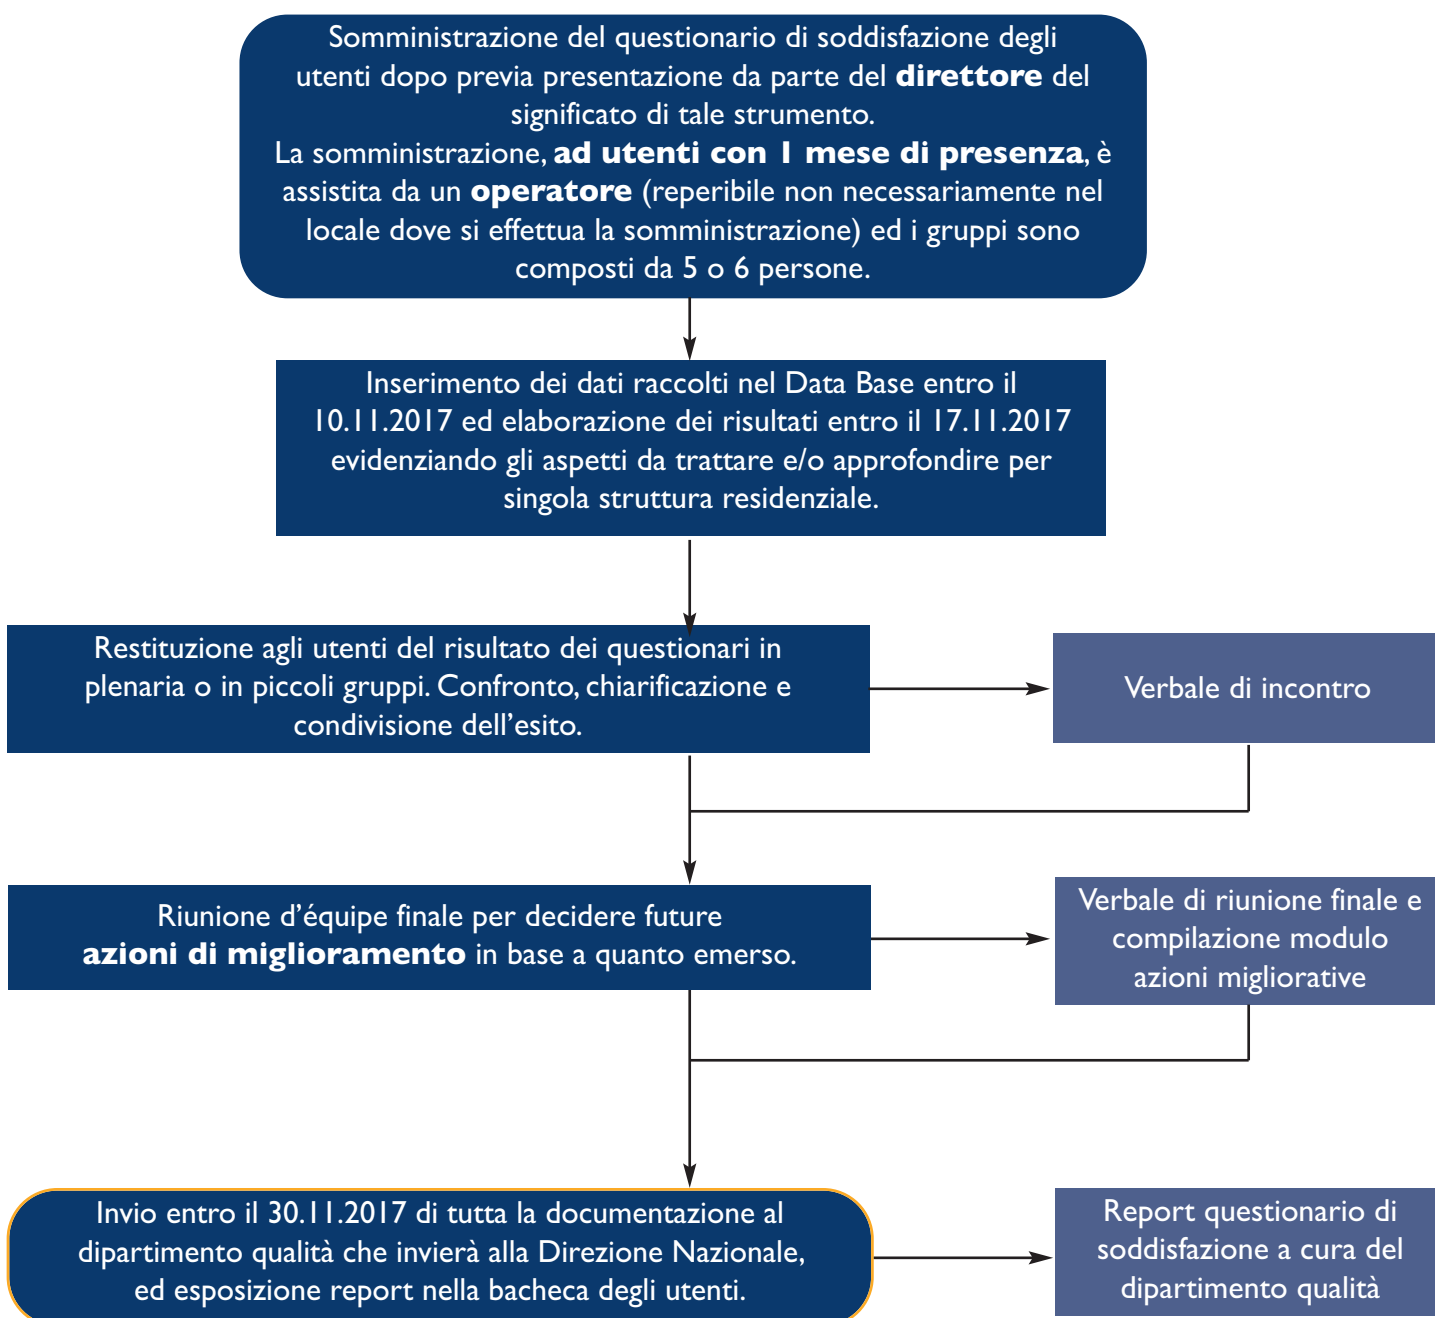 Somministrazione del questionario di soddisfazione degli
utenti dopo previa presentazione da parte del direttore del
significato di tale strumento.
La somministrazione, ad utenti con 1 mese di presenza, è
assistita da un operatore (reperibile non necessariamente nel
locale dove si effettua la somministrazione) ed i gruppi sono
composti da 5 o 6 persone.
Inserimento dei dati raccolti nel Data Base entro il
10.11.2017 ed elaborazione dei risultati entro il 17.11.2017
evidenziando gli aspetti da trattare e/o approfondire per
singola struttura residenziale.
Restituzione agli utenti del risultato dei questionari in
plenaria o in piccoli gruppi. Confronto, chiarificazione e
condivisione dell’esito.
Verbale di incontro
Riunione d’équipe finale per decidere future
azioni di miglioramento in base a quanto emerso.
Verbale di riunione finale e
compilazione modulo
azioni migliorative
Invio entro il 30.11.2017 di tutta la documentazione al
dipartimento qualità che invierà alla Direzione Nazionale,
ed esposizione report nella bacheca degli utenti.
Report questionario di
soddisfazione a cura del
dipartimento qualità